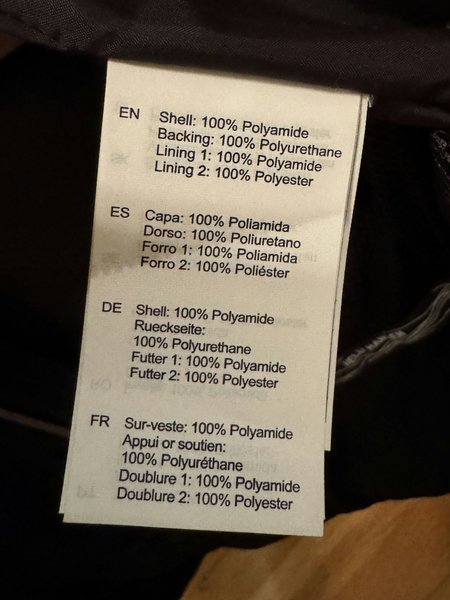 EN Shell: 100% Polyamide
Backing: 100% Polyurethane
Lining 1: 100% Polyamide
Lining 2: 100% Polyester
ES Capa: 100% Poliamida
Dorso: 100% Poliuretano
Forro 1: 100% Poliamida
Forro 2: 100% Poliéster
DE Shell: 100% Polyamide
Rueckseite:
100% Polyurethane
Futter 1: 100% Polyamide
Futter 2: 100% Polyester
FR Sur-veste: 100% Polyamide
Appui or soutien:
100% Polyuréthane
Doublure 1: 100% Polyamide
Doublure 2: 100% Polyester